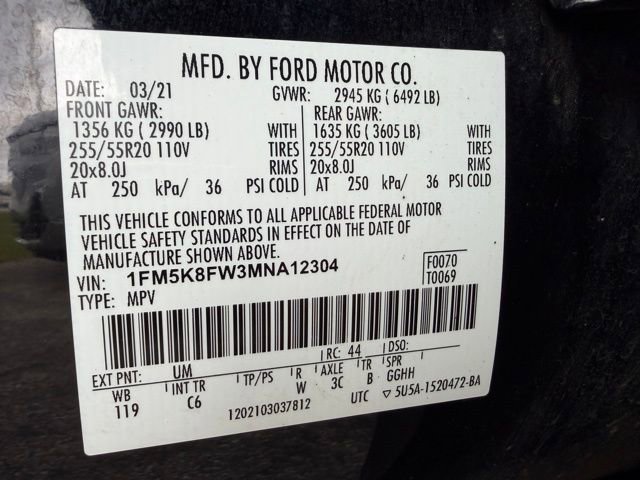 MFD. BY FORD MOTOR CO.
DATE: 03/21 GVWR: 2945 KG ( 6492 LB)
FRONT GAWR: REAR GAWR:
1356 KG ( 2990 LB) WITH 1635 KG ( 3605 LB) WITH
255/55R20 110V TIRES 255/55R20 110V TIRES
20x8.0J RIMS 20x8.0J RIMS
AT 250 kPa/ 36 PSI COLD AT 250 kPa/ 36 PSI COLD
THIS VEHICLE CONFORMS TO ALL APPLICABLE FEDERAL MOTOR
VEHICLE SAFETY STANDARDS IN EFFECT ON THE DATE OF
MANUFACTURE SHOWN ABOVE.
VIN: 1FM5K8FW3MNA12304 F0070
TYPE: MPV T0069
EXT PNT: UM RC: 44 DSO:
WB INT TR TP/PS R AXLE TR SPR
119 C6 W 3C B GGHH
1202103037812 UTC ▽ 5U5A-1520472-BA